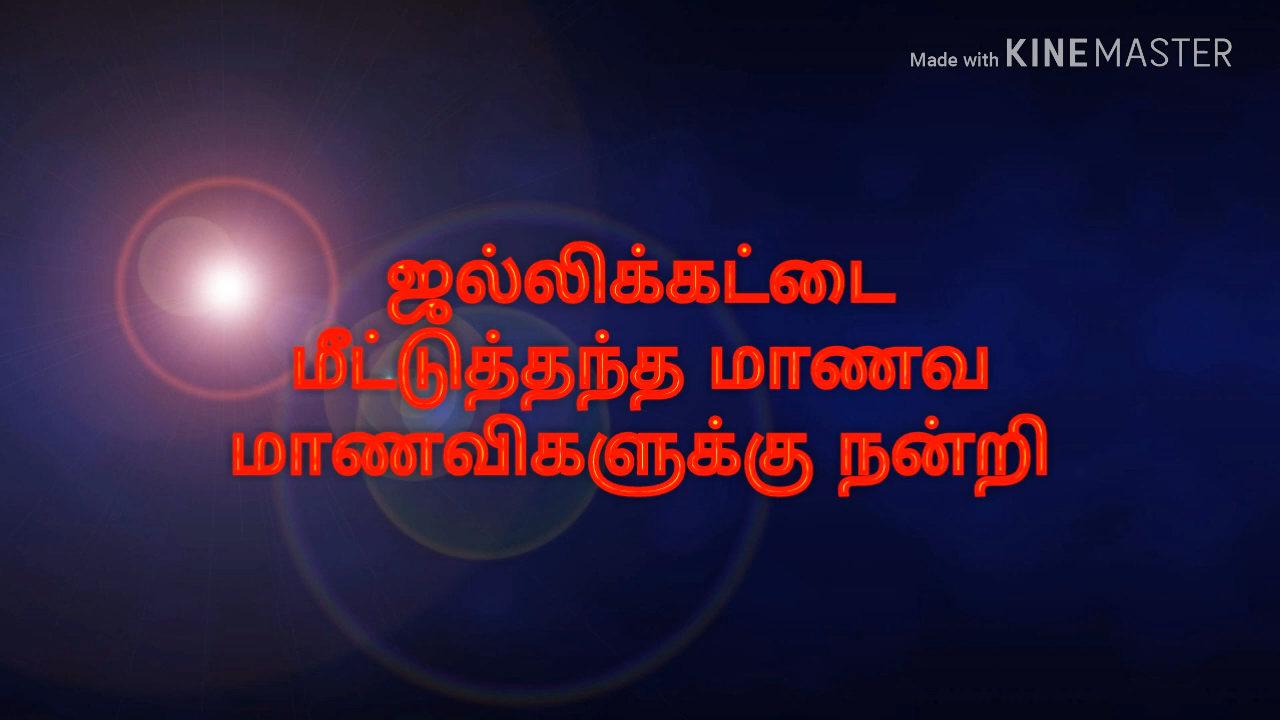 Made with KINEMASTER
ஜல்லிக்கட்டை
மீட்டுத்தந்த மாணவ
மாணவிகளுக்கு நன்றி